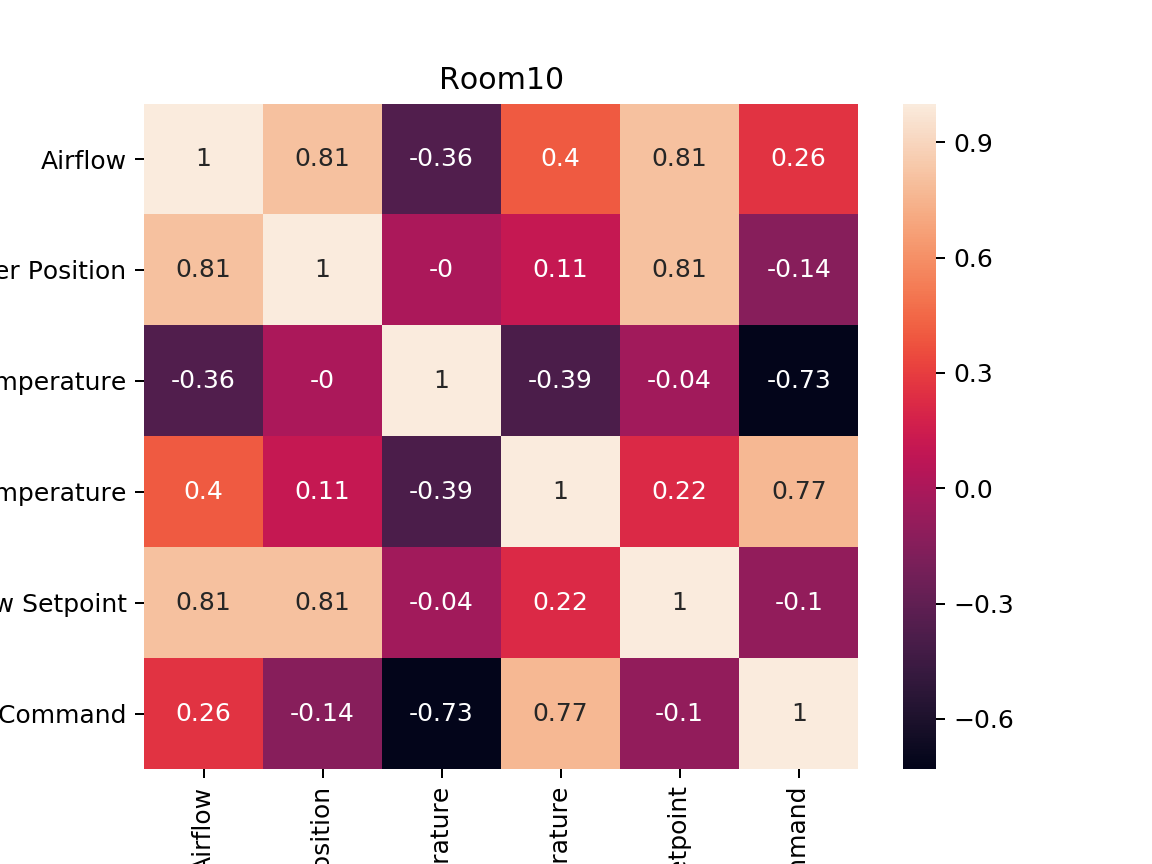 Room10
Airflow 1 0.81 -0.36 0.4 0.81 0.26
er Position 0.81 1 -0 0.11 0.81 -0.14
mperature -0.36 -0 1 -0.39 -0.04 -0.73
mperature 0.4 0.11 -0.39 1 0.22 0.77
w Setpoint 0.81 0.81 -0.04 0.22 1 -0.1
Command 0.26 -0.14 -0.73 0.77 -0.1 1
Airflow
osition
rature
rature
etpoint
mmand
0.9
0.6
0.3
0.0
−0.3
−0.6